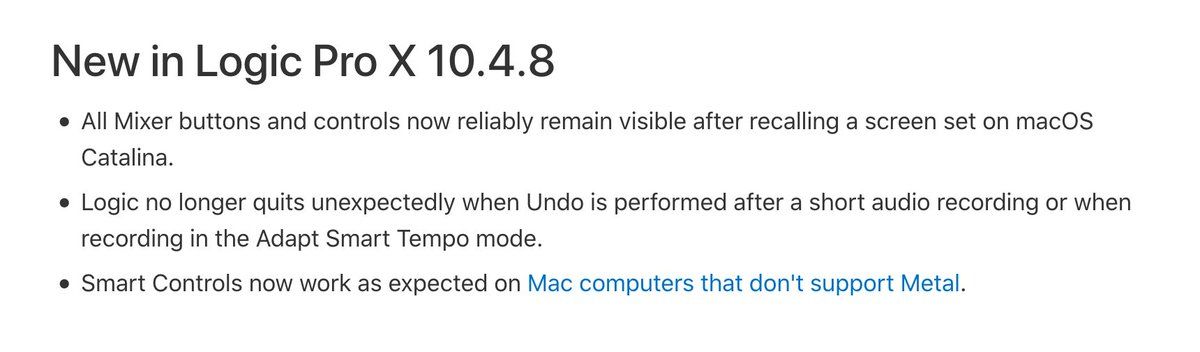 New in Logic Pro X 10.4.8
• All Mixer buttons and controls now reliably remain visible after recalling a screen set on macOS
Catalina.
• Logic no longer quits unexpectedly when Undo is performed after a short audio recording or when
recording in the Adapt Smart Tempo mode.
• Smart Controls now work as expected on Mac computers that don't support Metal.